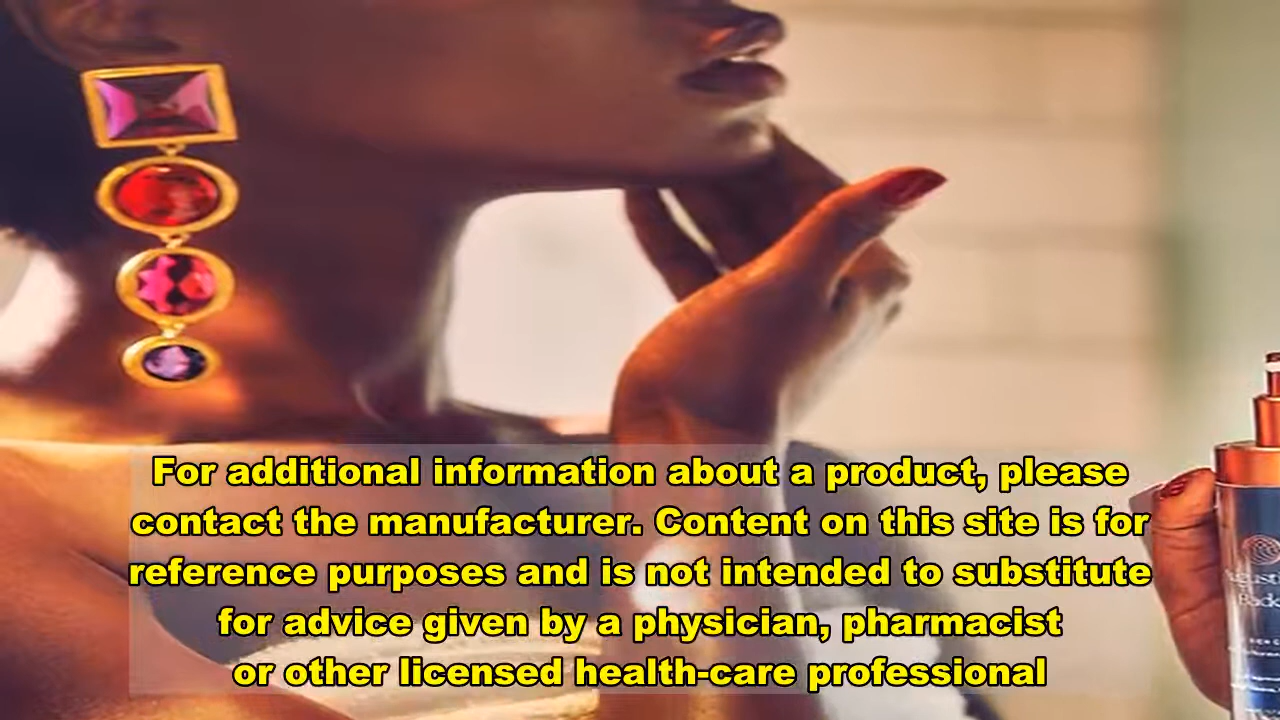 For additional information about a product, please
contact the manufacturer. Content on this site is for
reference purposes and is not intended to substitute
for advice given by a physician, pharmacist
or other licensed health-care professional